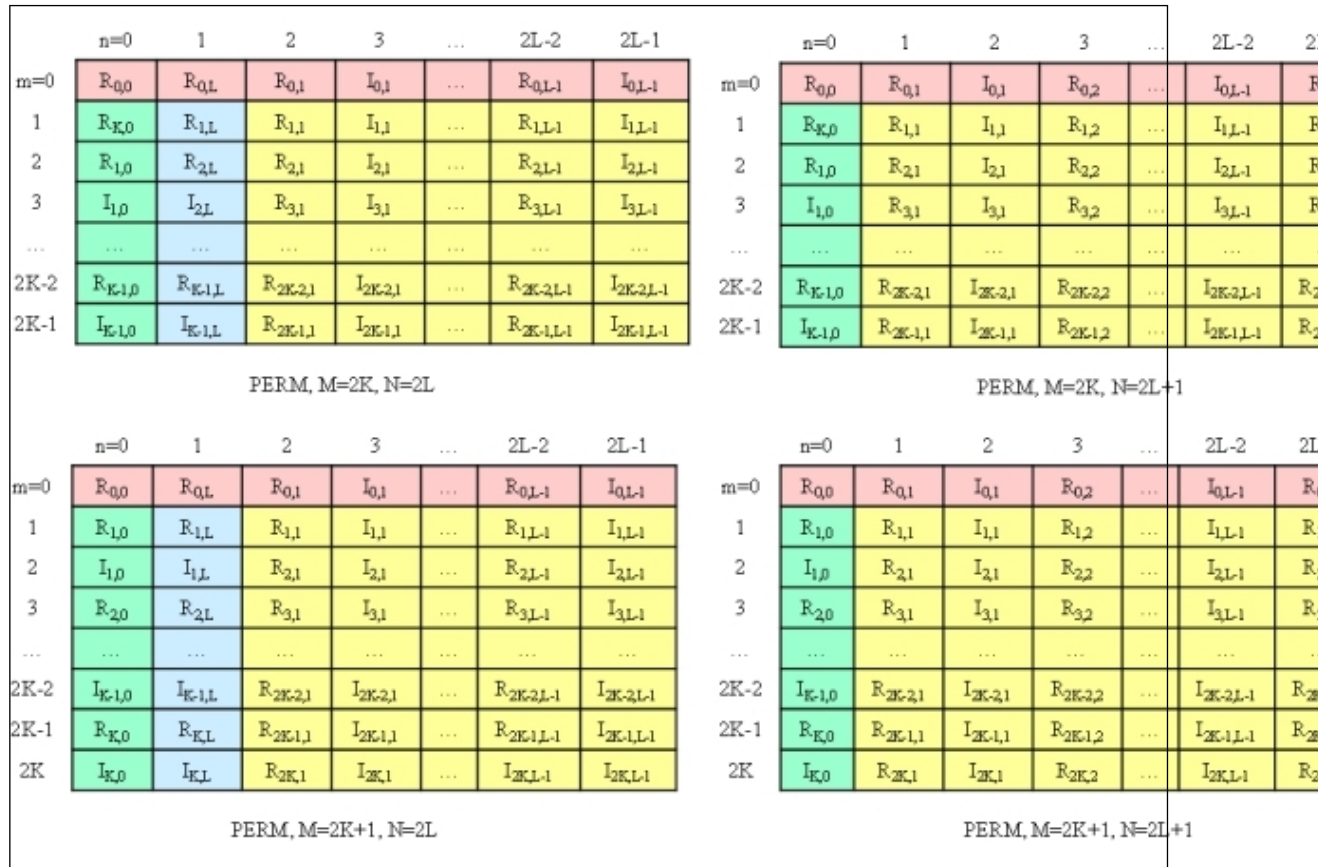 n=0 1 2 3 ... 2L-2 2L-1
m=0 R0,0 R0,L R0,1 I0,1 ... R0,L-1 I0,L-1
1 RK,0 R1,L R1,1 I1,1 ... R1,L-1 I1,L-1
2 R1,0 R2,L R2,1 I2,1 ... R2,L-1 I2,L-1
3 I1,0 I2,L R3,1 I3,1 ... R3,L-1 I3,L-1
... ... ... ... ... ... ... ...
2K-2 RK-1,0 RK-1,L R2K-2,1 I2K-2,1 ... R2K-2,L-1 I2K-2,L-1
2K-1 IK-1,0 IK-1,L R2K-1,1 I2K-1,1 ... R2K-1,L-1 I2K-1,L-1
PERM, M=2K, N=2L
n=0 1 2 3 ... 2L-2
m=0 R0,0 R0,1 I0,1 R0,2 ... I0,L-1
1 RK,0 R1,1 I1,1 R1,2 ... I1,L-1
2 R1,0 R2,1 I2,1 R2,2 ... I2,L-1
3 I1,0 R3,1 I3,1 R3,2 ... I3,L-1
... ... ... ... ... ... ...
2K-2 RK-1,0 R2K-2,1 I2K-2,1 R2K-2,2 ... I2K-2,L-1
2K-1 IK-1,0 R2K-1,1 I2K-1,1 R2K-1,2 ... I2K-1,L-1
PERM, M=2K, N=2L+1
n=0 1 2 3 ... 2L-2 2L-1
m=0 R0,0 R0,L R0,1 I0,1 ... R0,L-1 I0,L-1
1 R1,0 R1,L R1,1 I1,1 ... R1,L-1 I1,L-1
2 I1,0 I1,L R2,1 I2,1 ... R2,L-1 I2,L-1
3 R2,0 R2,L R3,1 I3,1 ... R3,L-1 I3,L-1
... ... ... ... ... ... ... ...
2K-2 IK-1,0 IK-1,L R2K-2,1 I2K-2,1 ... R2K-2,L-1 I2K-2,L-1
2K-1 RK,0 RK,L R2K-1,1 I2K-1,1 ... R2K-1,L-1 I2K-1,L-1
2K IK,0 IK,L R2K,1 I2K,1 ... R2K,L-1 I2K,L-1
PERM, M=2K+1, N=2L
n=0 1 2 3 ... 2L-2
m=0 R0,0 R0,1 I0,1 R0,2 ... I0,L-1
1 R1,0 R1,1 I1,1 R1,2 ... I1,L-1
2 I1,0 R2,1 I2,1 R2,2 ... I2,L-1
3 R2,0 R3,1 I3,1 R3,2 ... I3,L-1
... ... ... ... ... ... ...
2K-2 IK-1,0 R2K-2,1 I2K-2,1 R2K-2,2 ... I2K-2,L-1
2K-1 RK,0 R2K-1,1 I2K-1,1 R2K-1,2 ... I2K-1,L-1
2K IK,0 R2K,1 I2K,1 R2K,2 ... I2K,L-1
PERM, M=2K+1, N=2L+1